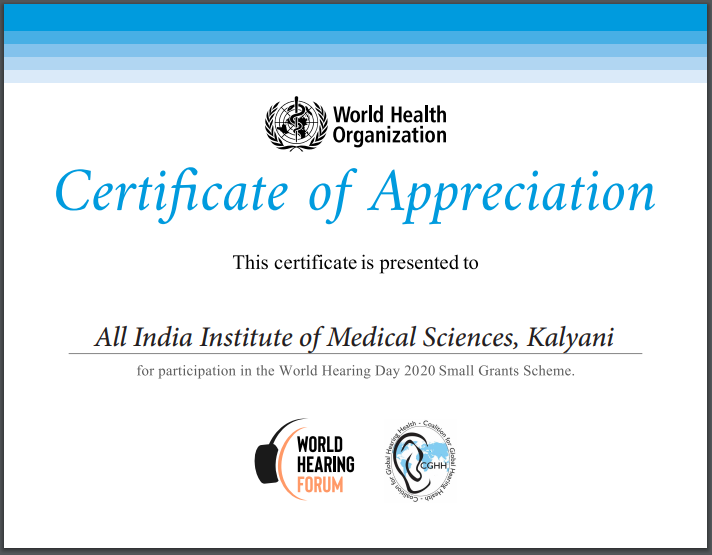 World Health
Organization
Certificate of Appreciation
This certificate is presented to
All India Institute of Medical Sciences, Kalyani
for participation in the World Hearing Day 2020 Small Grants Scheme.
WORLD
HEARING
FORUM
Coalition for Global Hearing Health - Coalition for Global Hearing Health -
CGHH